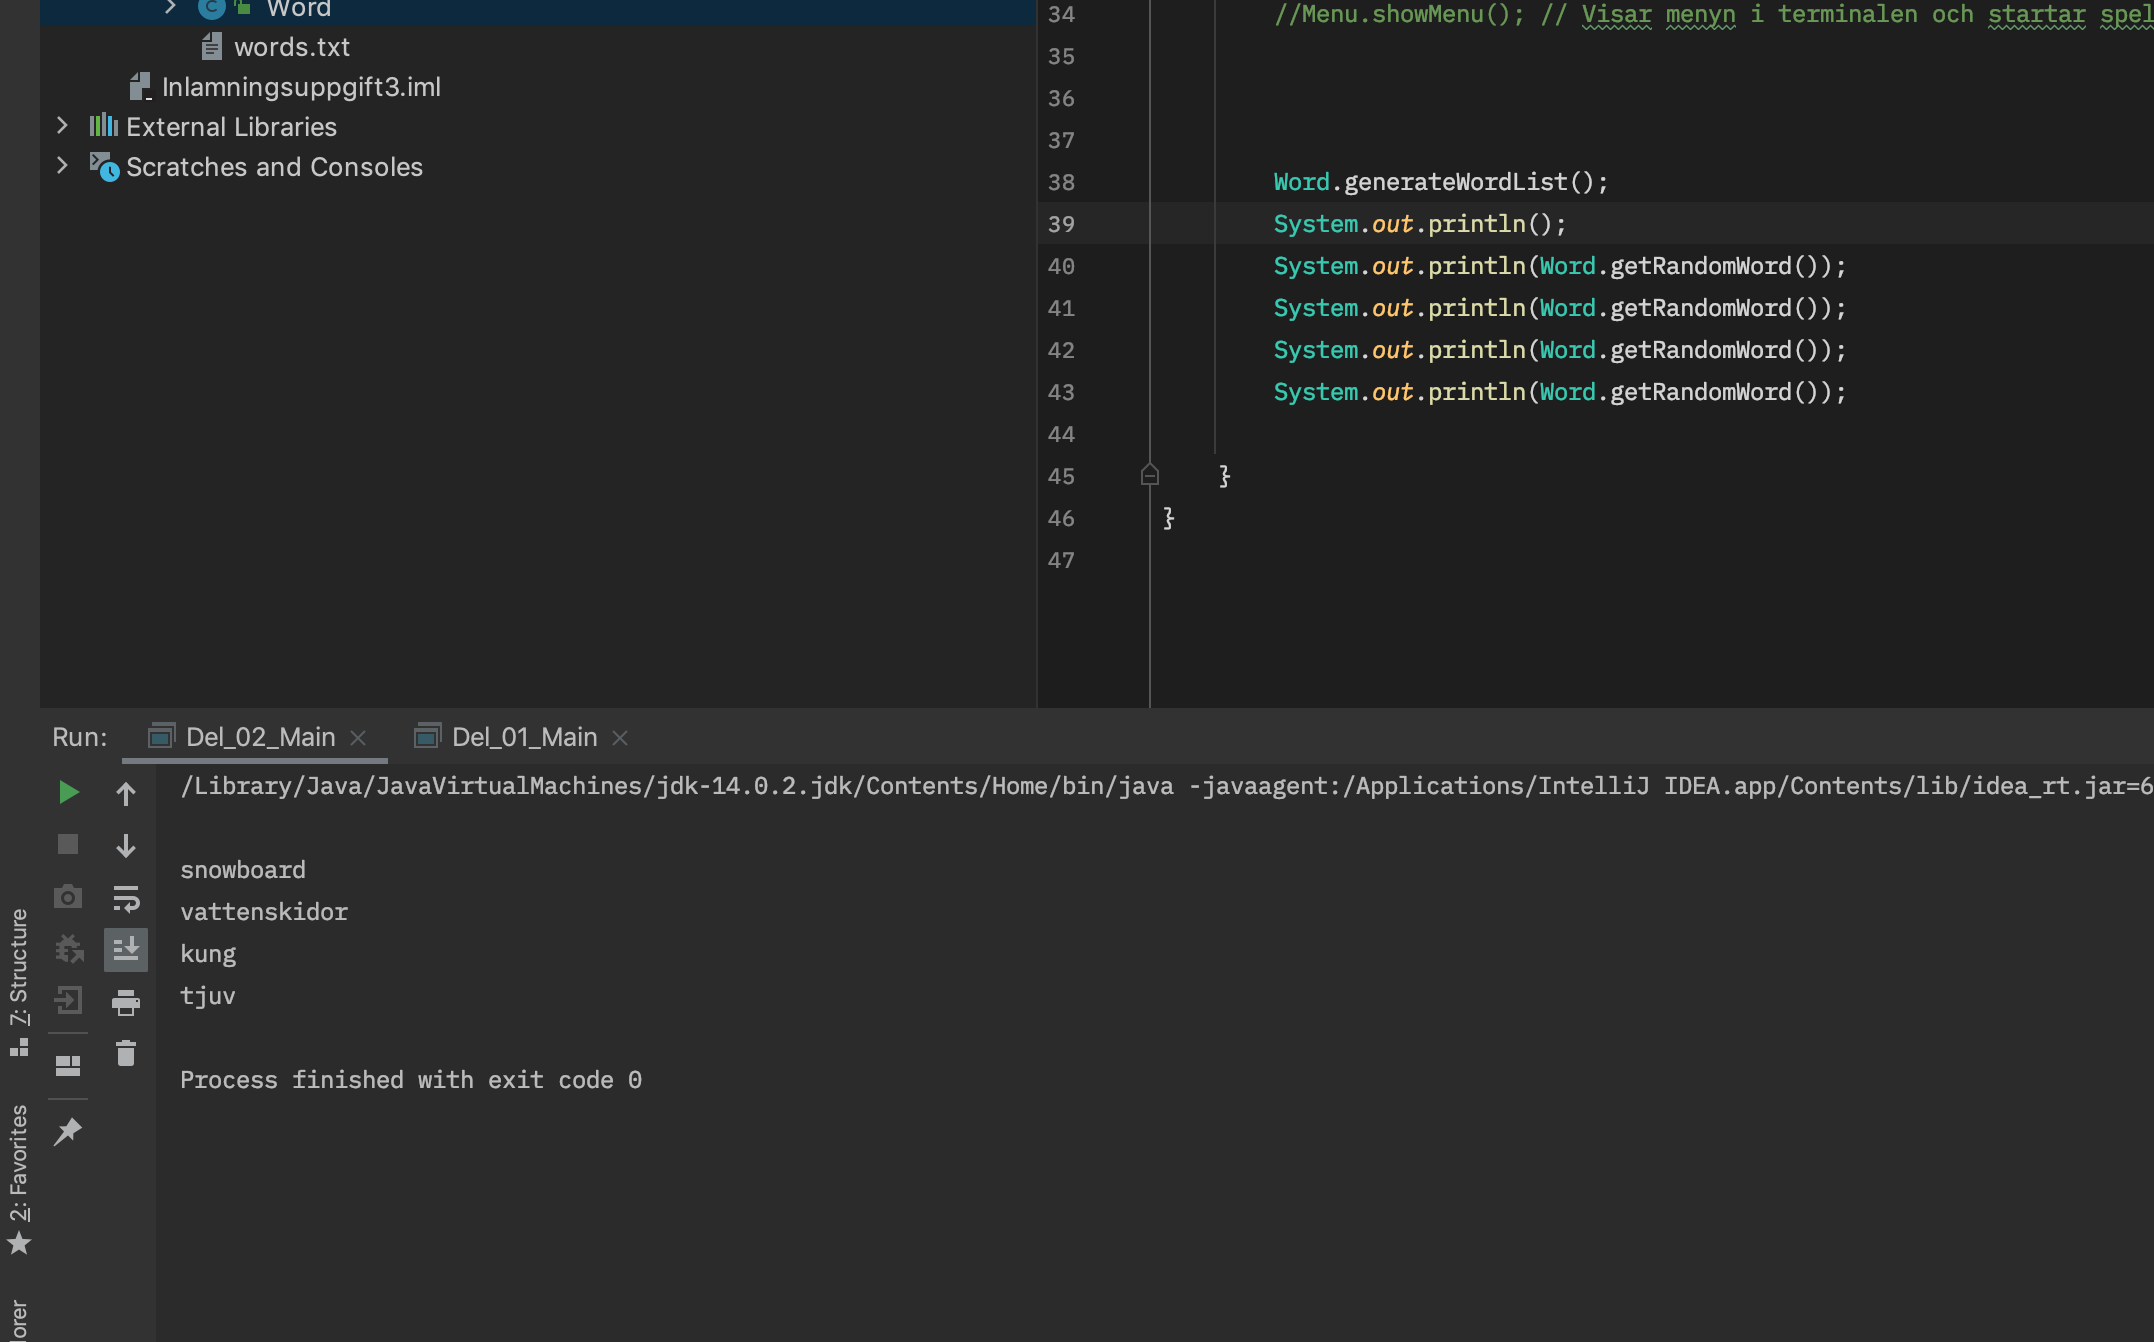 Word
words.txt
Inlamningsuppgift3.iml
External Libraries
Scratches and Consoles
34 //Menu.showMenu(); // Visar menyn i terminalen och startar spel
35
36
37
38 Word.generateWordList();
39 System.out.println();
40 System.out.println(Word.getRandomWord());
41 System.out.println(Word.getRandomWord());
42 System.out.println(Word.getRandomWord());
43 System.out.println(Word.getRandomWord());
44
45 }
46 }
47
Run: Del_02_Main Del_01_Main
/Library/Java/JavaVirtualMachines/jdk-14.0.2.jdk/Contents/Home/bin/java -javaagent:/Applications/IntelliJ IDEA.app/Contents/lib/idea_rt.jar=6
snowboard
vattenskidor
kung
tjuv
Process finished with exit code 0
7: Structure
2: Favorites